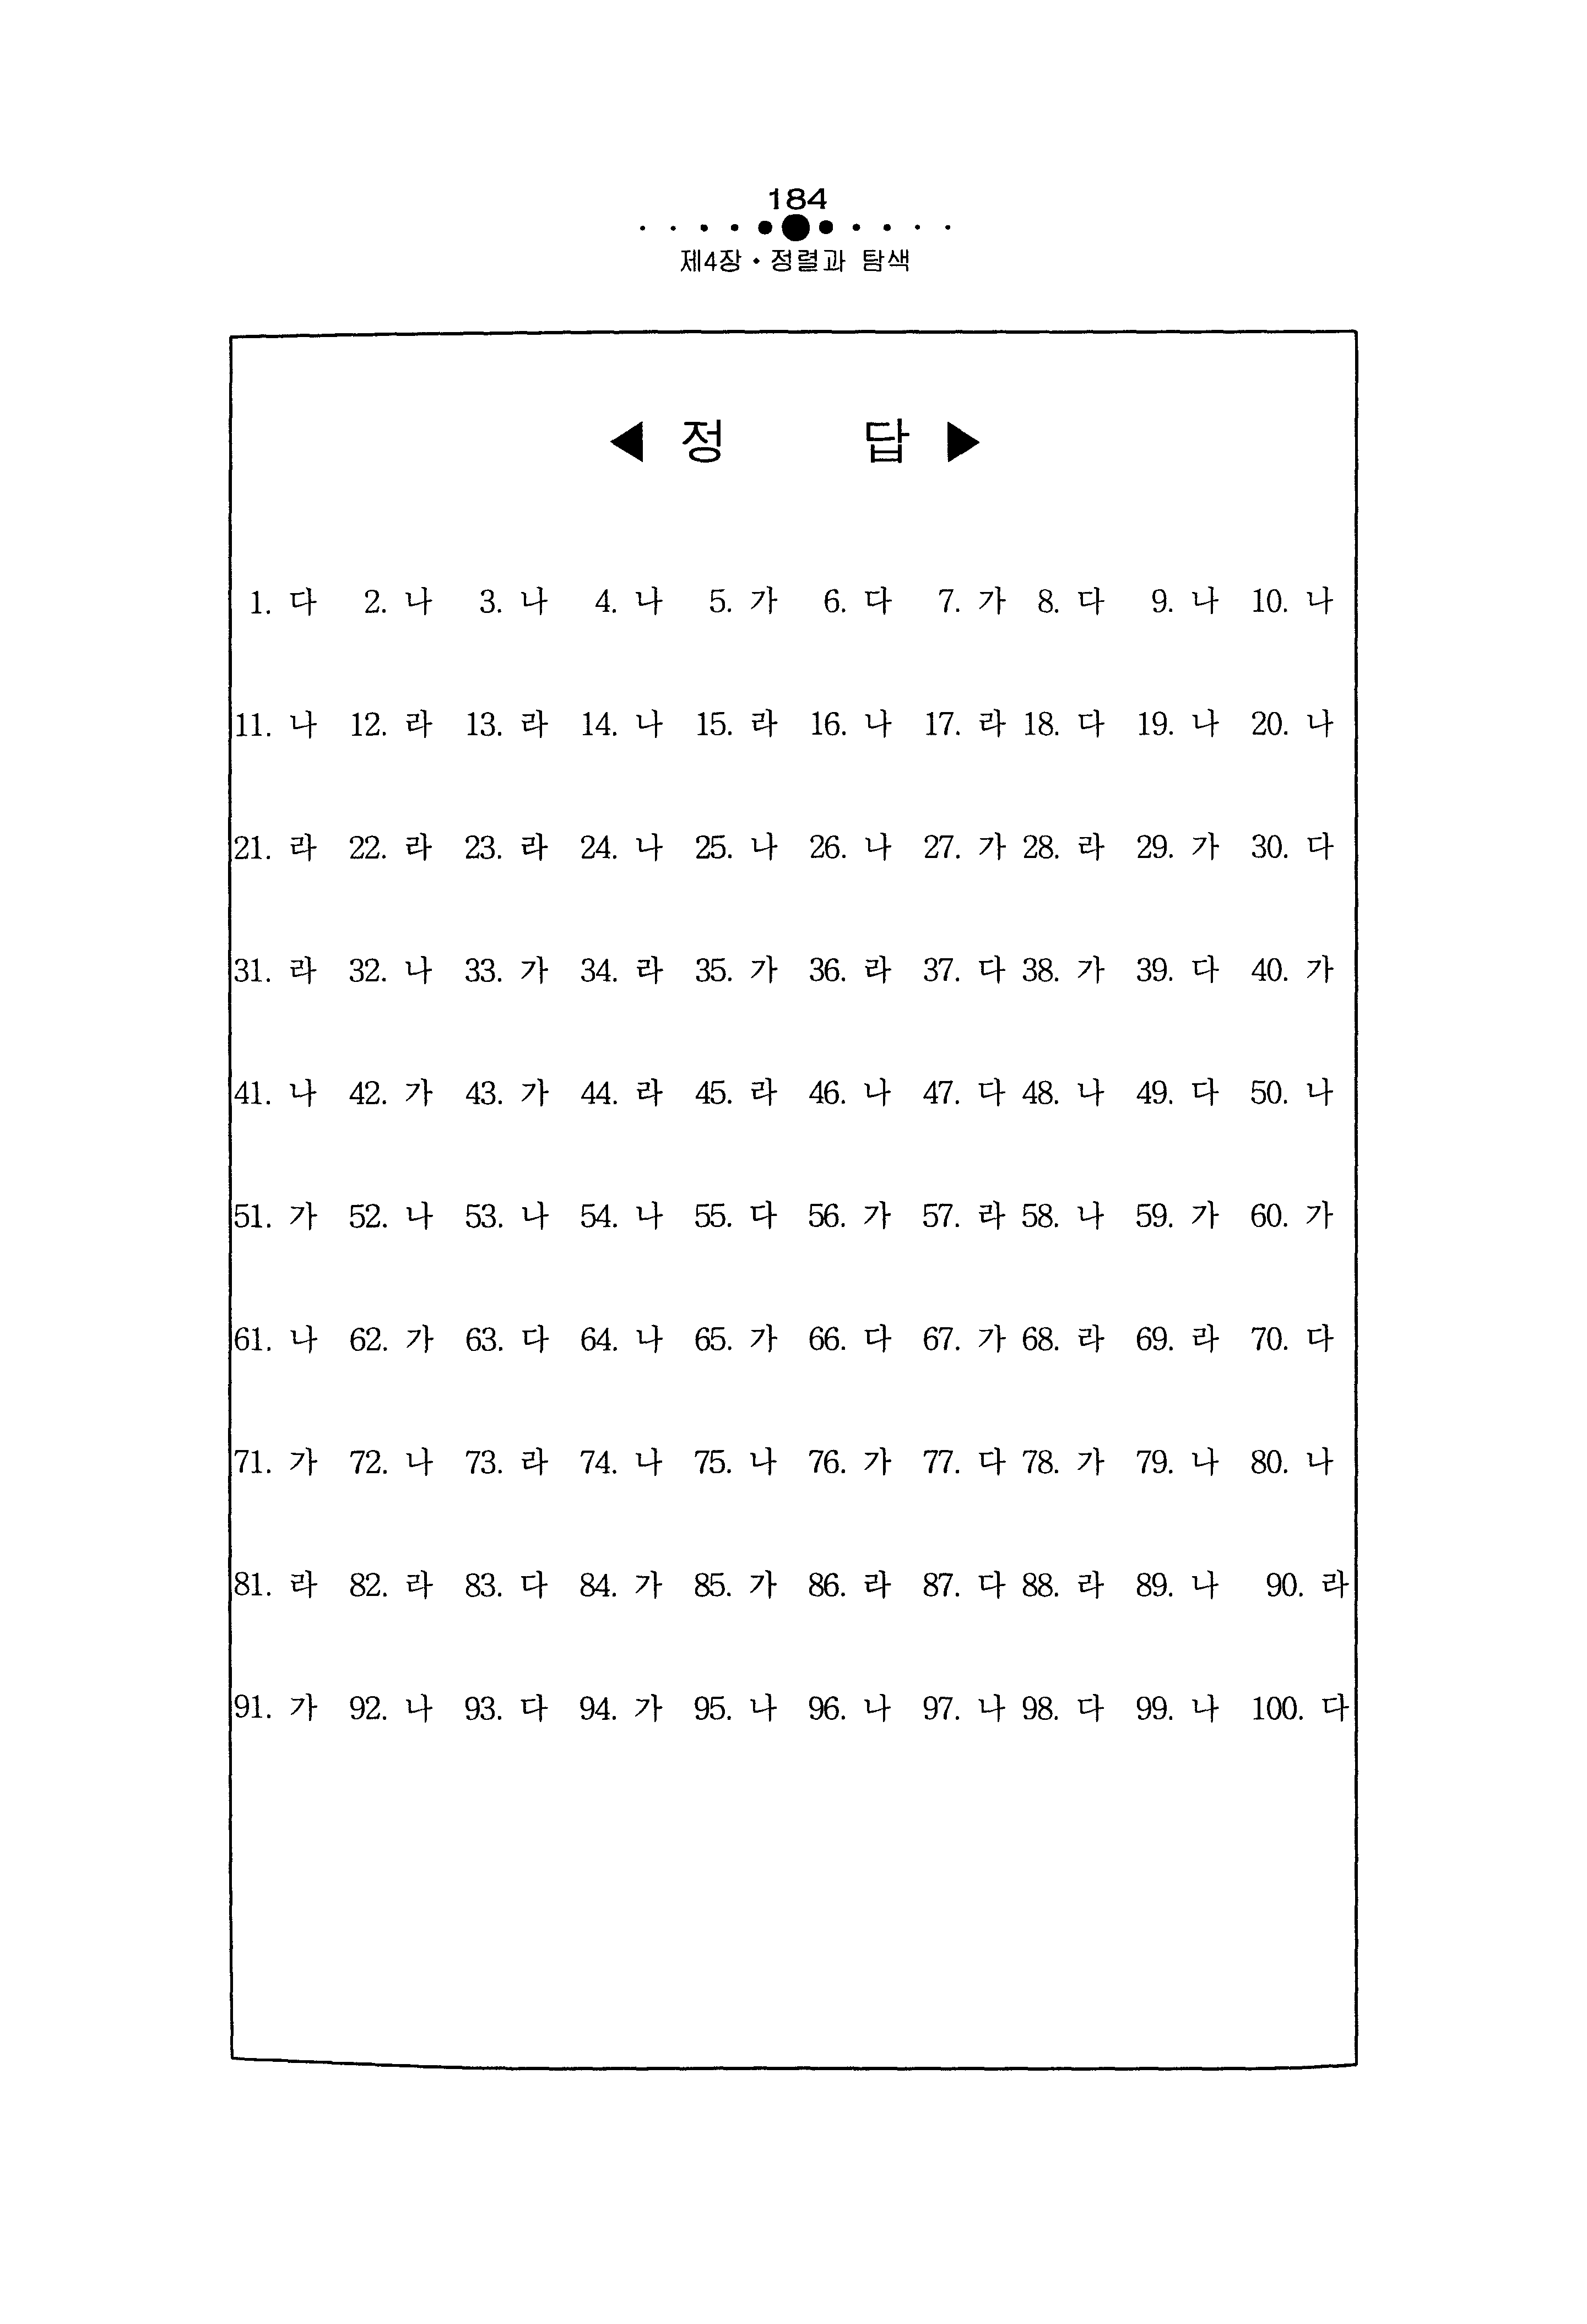 184
제4장 • 정렬과 탐색
◀ 정 답 ▶
1. 다 2. 나 3. 나 4. 나 5. 가 6. 다 7. 가 8. 다 9. 나 10. 나
11. 나 12. 라 13. 라 14. 나 15. 라 16. 나 17. 라 18. 다 19. 나 20. 나
21. 라 22. 라 23. 라 24. 나 25. 나 26. 나 27. 가 28. 라 29. 가 30. 다
31. 라 32. 나 33. 가 34. 라 35. 가 36. 라 37. 다 38. 가 39. 다 40. 가
41. 나 42. 가 43. 가 44. 라 45. 라 46. 나 47. 다 48. 나 49. 다 50. 나
51. 가 52. 나 53. 나 54. 나 55. 다 56. 가 57. 라 58. 나 59. 가 60. 가
61. 나 62. 가 63. 다 64. 나 65. 가 66. 다 67. 가 68. 라 69. 라 70. 다
71. 가 72. 나 73. 라 74. 나 75. 나 76. 가 77. 다 78. 가 79. 나 80. 나
81. 라 82. 라 83. 다 84. 가 85. 가 86. 라 87. 다 88. 라 89. 나 90. 라
91. 가 92. 나 93. 다 94. 가 95. 나 96. 나 97. 나 98. 다 99. 나 100. 다